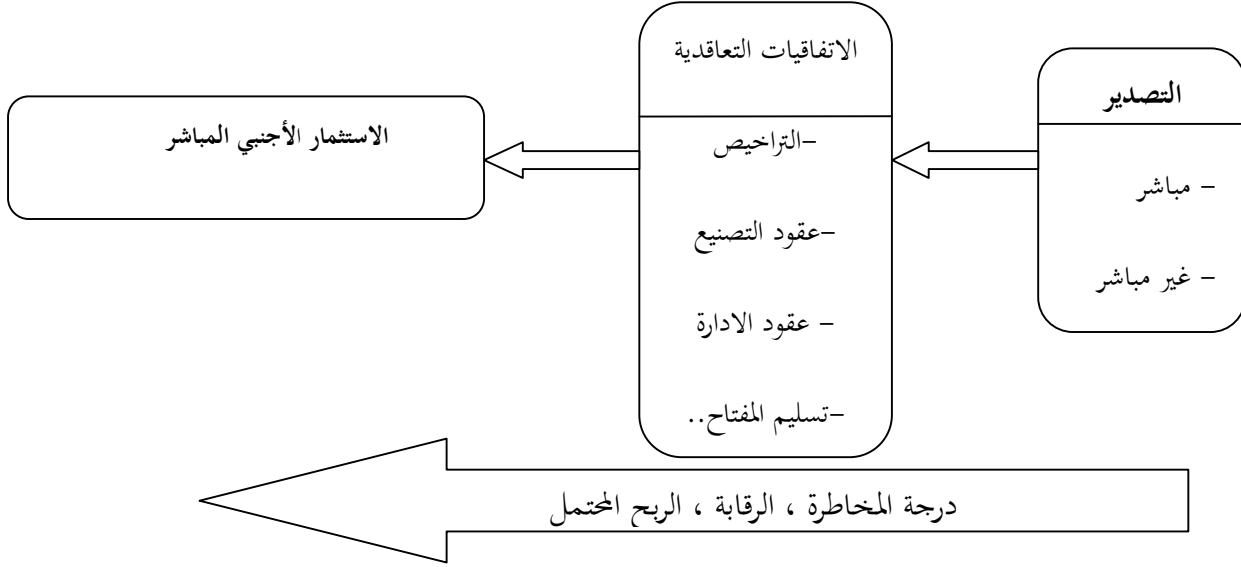 التصدير
- مباشر
- غير مباشر
الاتفاقيات التعاقدية
-التراخيص
-عقود التصنيع
- عقود الادارة
-تسليم المفتاح..
الاستثمار الأجنبي المباشر
درجة المخاطرة ، الرقابة ، الربح المحتمل